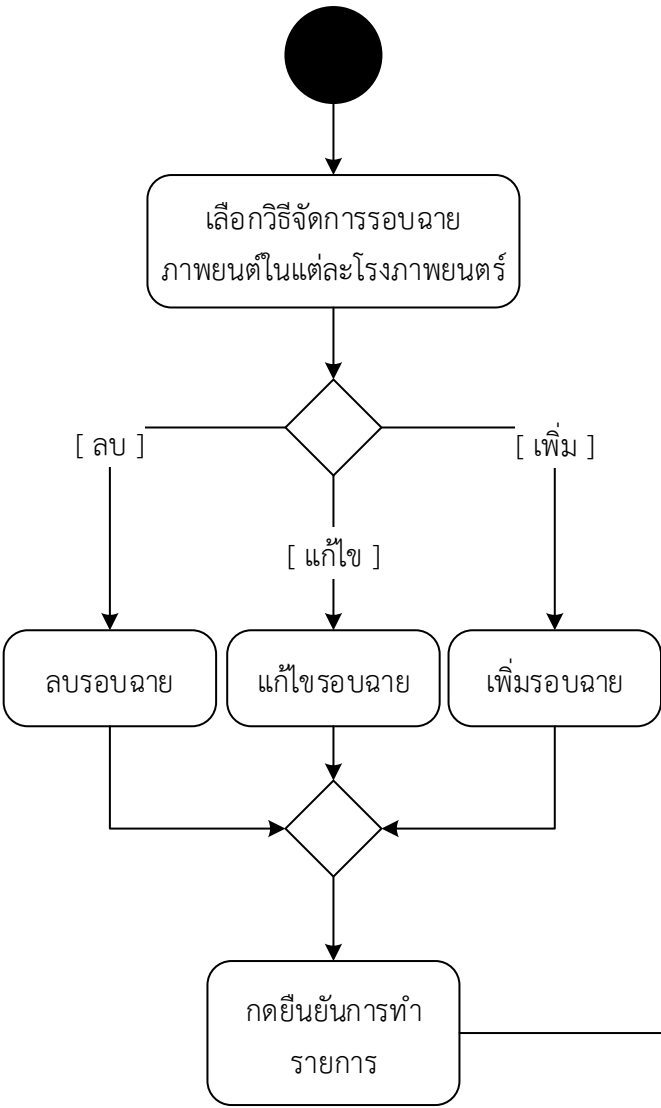 เลือกวิธีจัดการรอบฉาย
ภาพยนต์ในแต่ละโรงภาพยนตร์
[ ลบ ]
[ เพิ่ม ]
[ แก้ไข ]
ลบรอบฉาย
แก้ไขรอบฉาย
เพิ่มรอบฉาย
กดยืนยันการทำ
รายการ